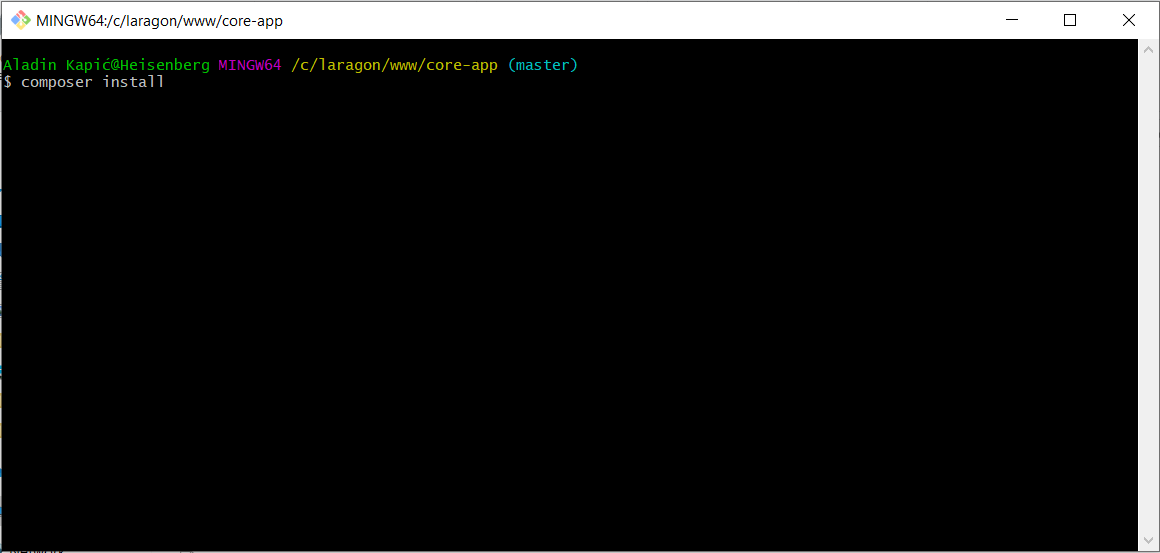 MINGW64:/c/laragon/www/core-app
Aladin Kapić@Heisenberg MINGW64 /c/laragon/www/core-app (master)
$ composer install